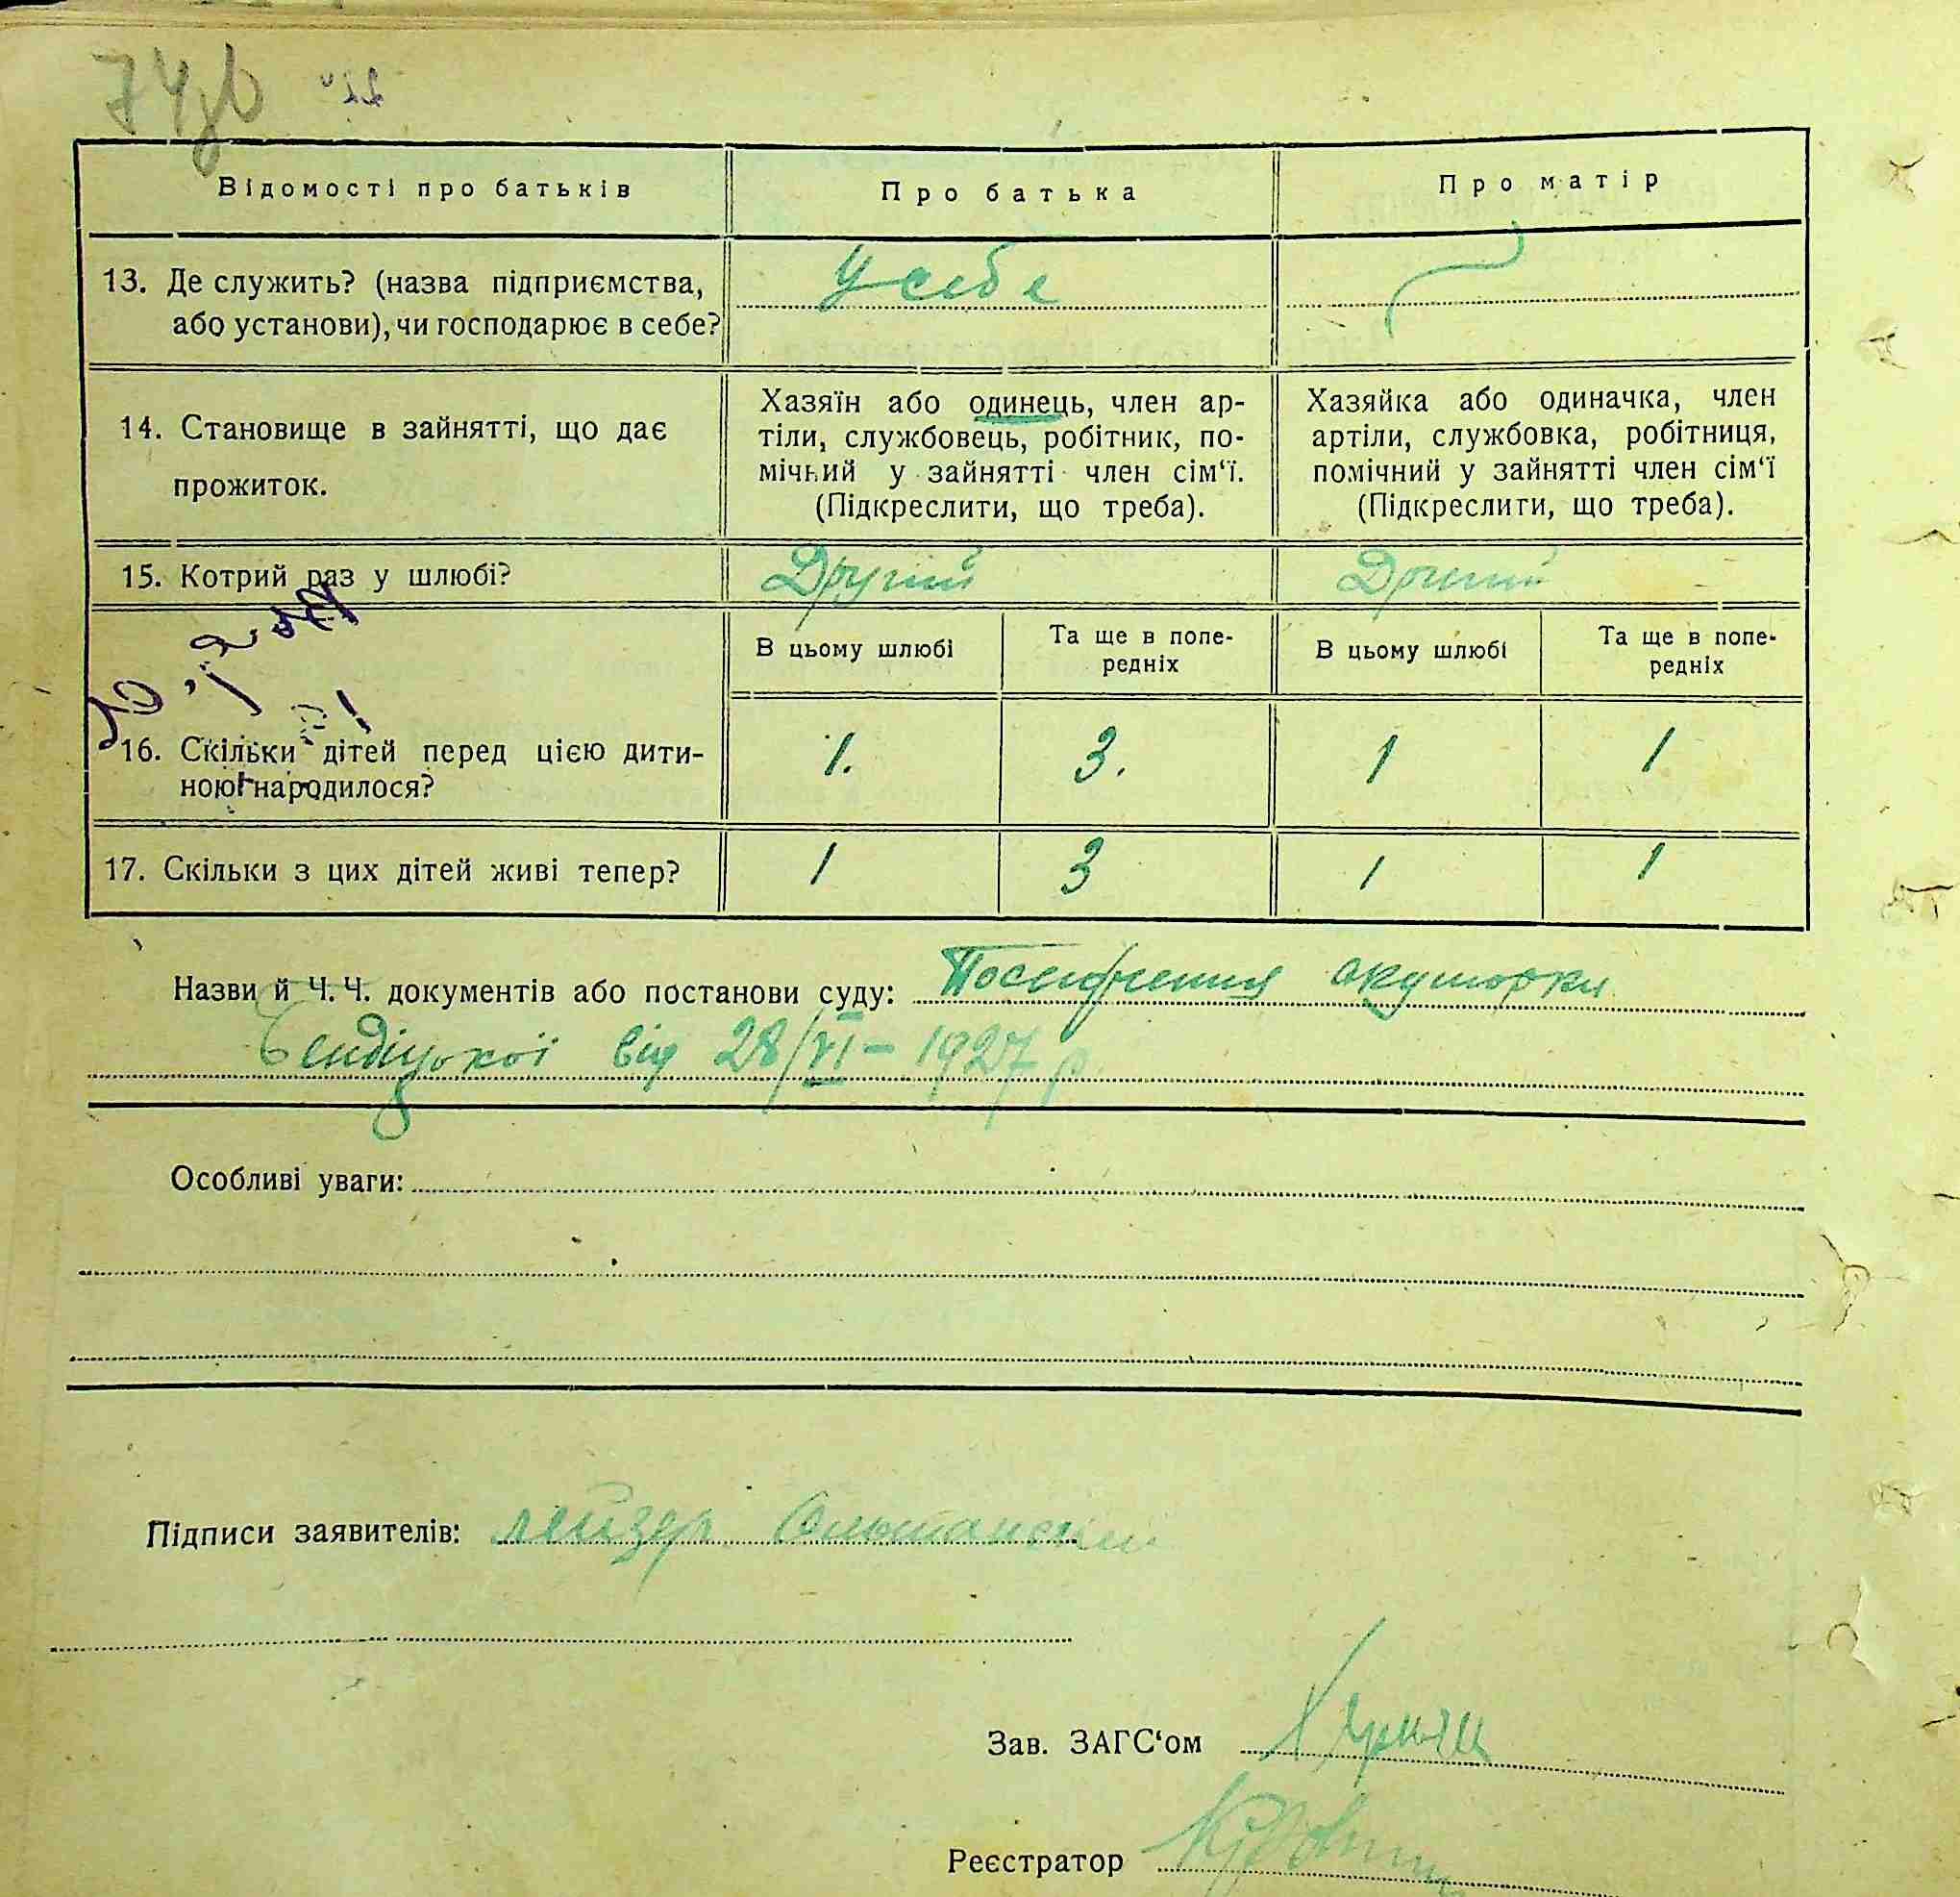 74зв
Відомості про батьків
Про батька
Про матір
13. Де служить? (назва підприємства,
або установи), чи господарює в себе?
у себе
14. Становище в зайнятті, що дає
прожиток.
Хазяїн або одинець, член ар-
тіли, службовець, робітник, по-
мічний у зайнятті член сім'ї.
(Підкреслити, що треба).
Хазяйка або одиначка, член
артіли, службовка, робітниця,
помічний у зайнятті член сім'ї
(Підкреслити, що треба).
15. Котрий раз у шлюбі?
Другий
Другий
В цьому шлюбі
Та ще в попе-
редніх
В цьому шлюбі
Та ще в попе-
редніх
16. Скільки дітей перед цією дити-
ною народилося?
1.
3.
1
1
17. Скільки з цих дітей живі тепер?
1
3
1
1
Назви й Ч.Ч. документів або постанови суду: Посвідчення акушорки
від 28/VI - 1927 р
Особливі уваги:
Підписи заявителів: лейзер
Зав. ЗАГС'ом
Реєстратор